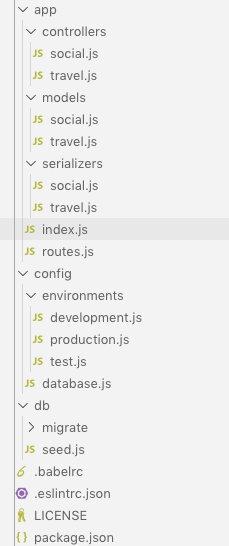 app
controllers
JS social.js
JS travel.js
models
JS social.js
JS travel.js
serializers
JS social.js
JS travel.js
JS index.js
JS routes.js
config
environments
JS development.js
JS production.js
JS test.js
JS database.js
db
migrate
JS seed.js
.babelrc
.eslintrc.json
LICENSE
{ } package.json